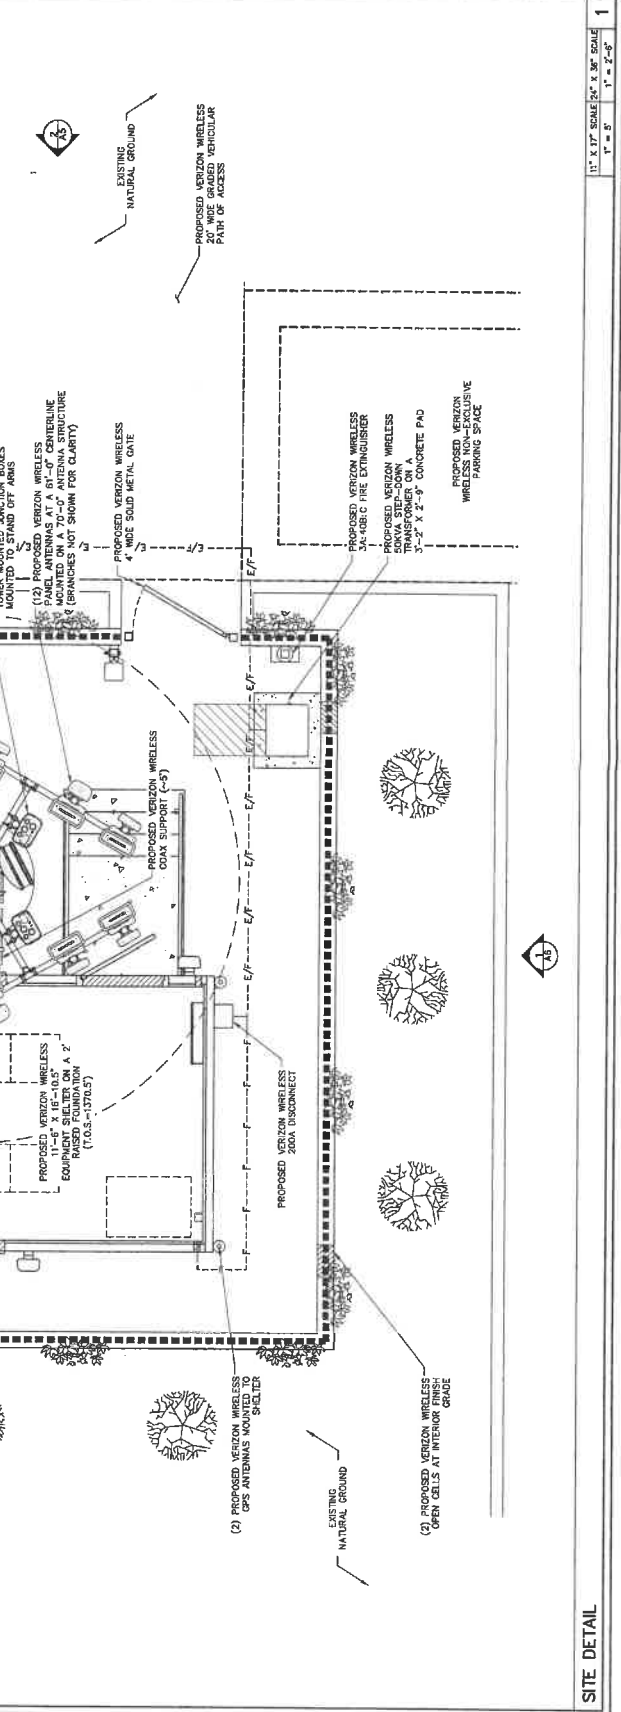 TOWER MOUNTED JUNCTION BOXES
MOUNTED TO STAND OFF ARMS
(12) PROPOSED VERIZON WIRELESS
PANEL ANTENNAS AT A 61'-0" CENTERLINE
MOUNTED ON A 70'-0" ANTENNA STRUCTURE
(BRANCHES NOT SHOWN FOR CLARITY)
PROPOSED VERIZON WIRELESS
4' WIDE SOLID METAL GATE
EXISTING
NATURAL GROUND
PROPOSED VERIZON WIRELESS
20' WIDE GRADED VEHICULAR
PATH OF ACCESS
2
A5
PROPOSED VERIZON WIRELESS
3A:40B:C FIRE EXTINGUISHER
PROPOSED VERIZON WIRELESS
50KVA STEP-DOWN
TRANSFORMER ON A
3'-2" X 2'-9" CONCRETE PAD
PROPOSED VERIZON
WIRELESS NON-EXCLUSIVE
PARKING SPACE
PROPOSED VERIZON WIRELESS
COAX SUPPORT (~5')
PROPOSED VERIZON WIRELESS
11'-6" X 16'-10.5"
EQUIPMENT SHELTER ON A 2'
RAISED FOUNDATION
(T.O.S.=1370.5')
PROPOSED VERIZON WIRELESS
200A DISCONNECT
E/F
E/F
E/F
E/F
E/F
E/F
E/F
E/F
E/F
F
F
F
F
F
1
A6
(2) PROPOSED VERIZON WIRELESS
GPS ANTENNAS MOUNTED TO
SHELTER
EXISTING
NATURAL GROUND
(2) PROPOSED VERIZON WIRELESS
OPEN CELLS AT INTERIOR FINISH
GRADE
SITE DETAIL
11" X 17" SCALE
1" = 5'
24" X 36" SCALE
1" = 2'-6"
1